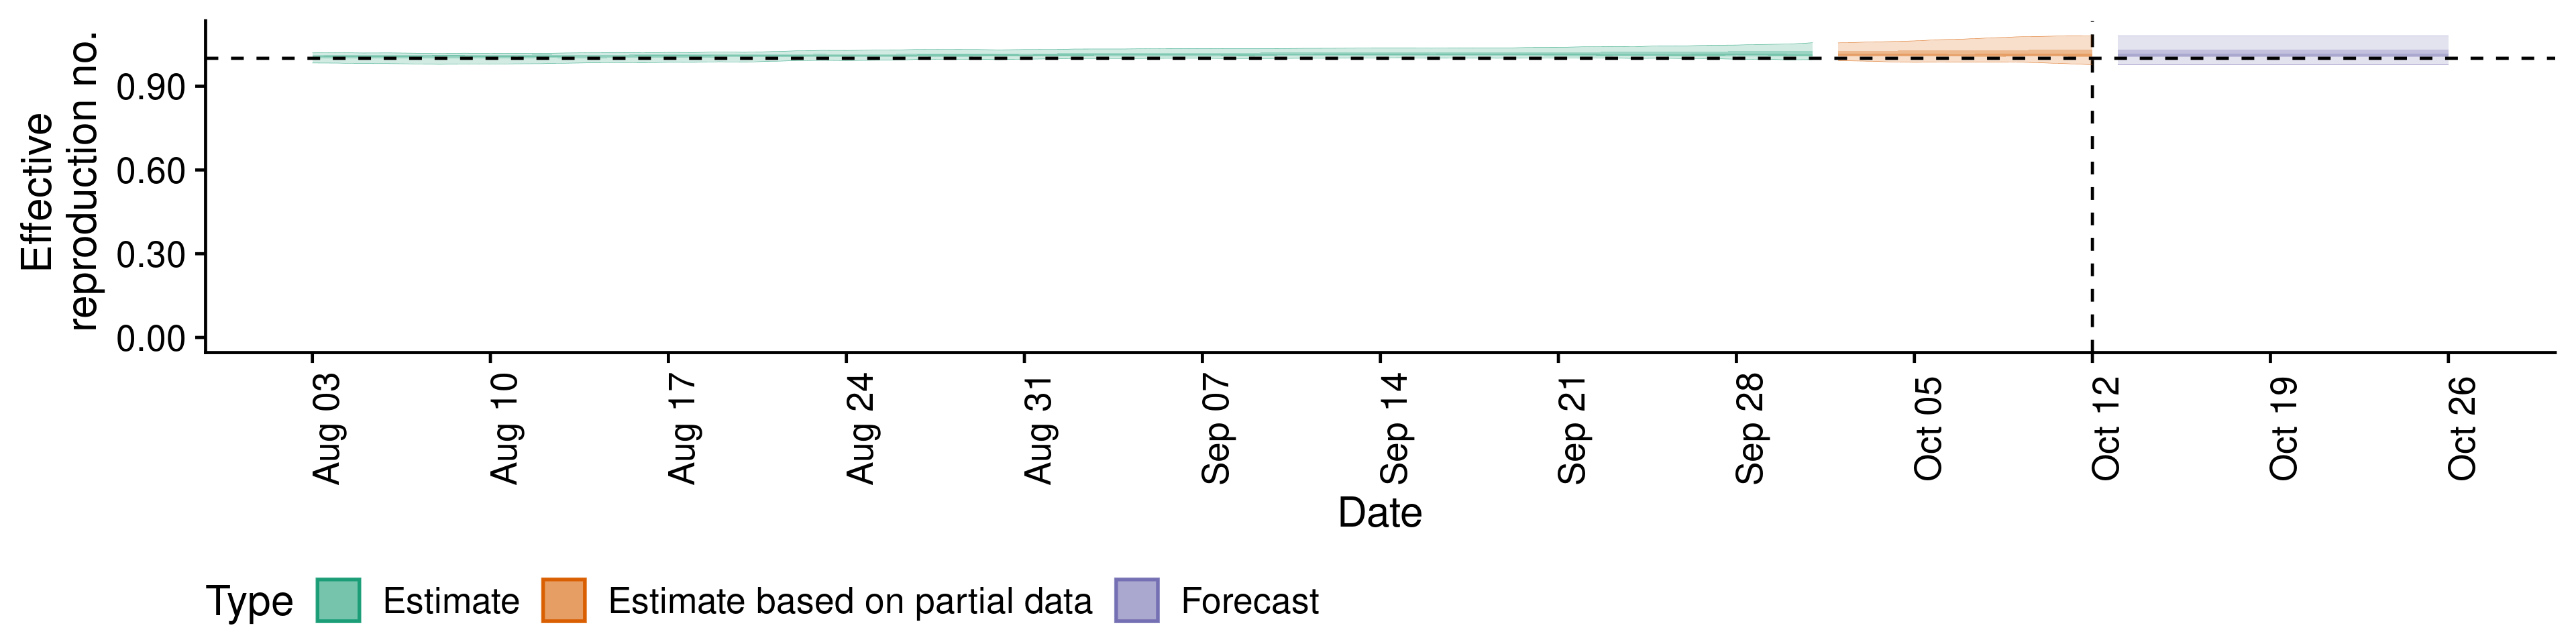 Effective
reproduction no.
0.90
0.60
0.30
0.00
Aug 03
Aug 10
Aug 17
Aug 24
Aug 31
Sep 07
Sep 14
Sep 21
Sep 28
Oct 05
Oct 12
Oct 19
Oct 26
Date
Type Estimate Estimate based on partial data Forecast